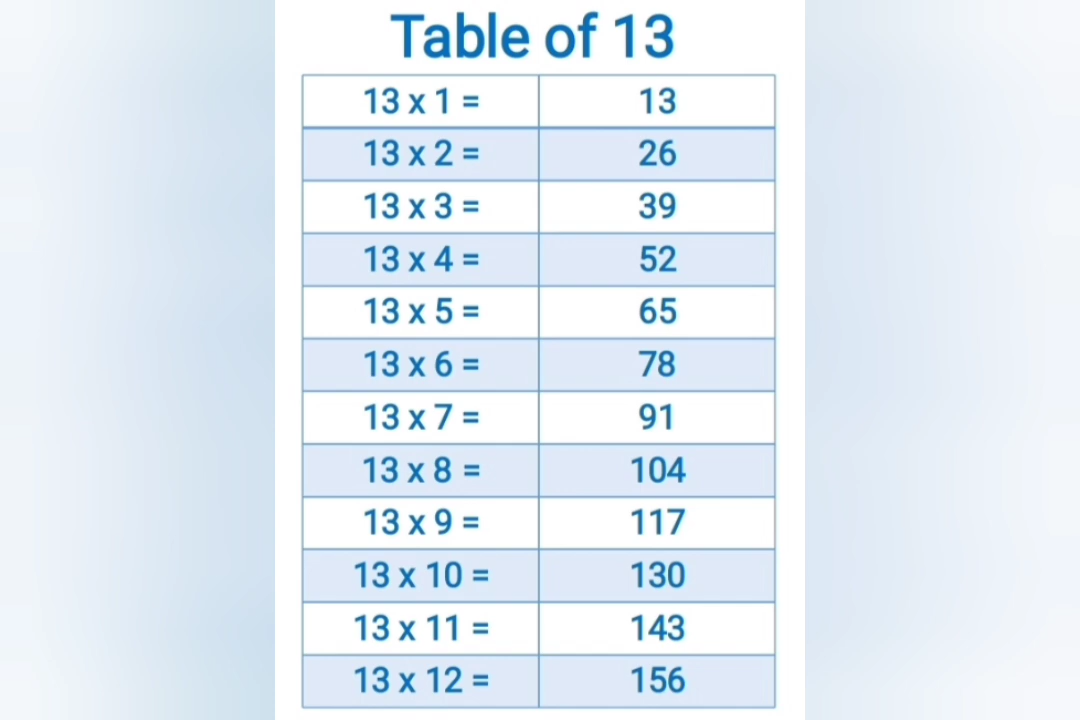 Table of 13
13 x 1 = 13
13 x 2 = 26
13 x 3 = 39
13 x 4 = 52
13 x 5 = 65
13 x 6 = 78
13 x 7 = 91
13 x 8 = 104
13 x 9 = 117
13 x 10 = 130
13 x 11 = 143
13 x 12 = 156